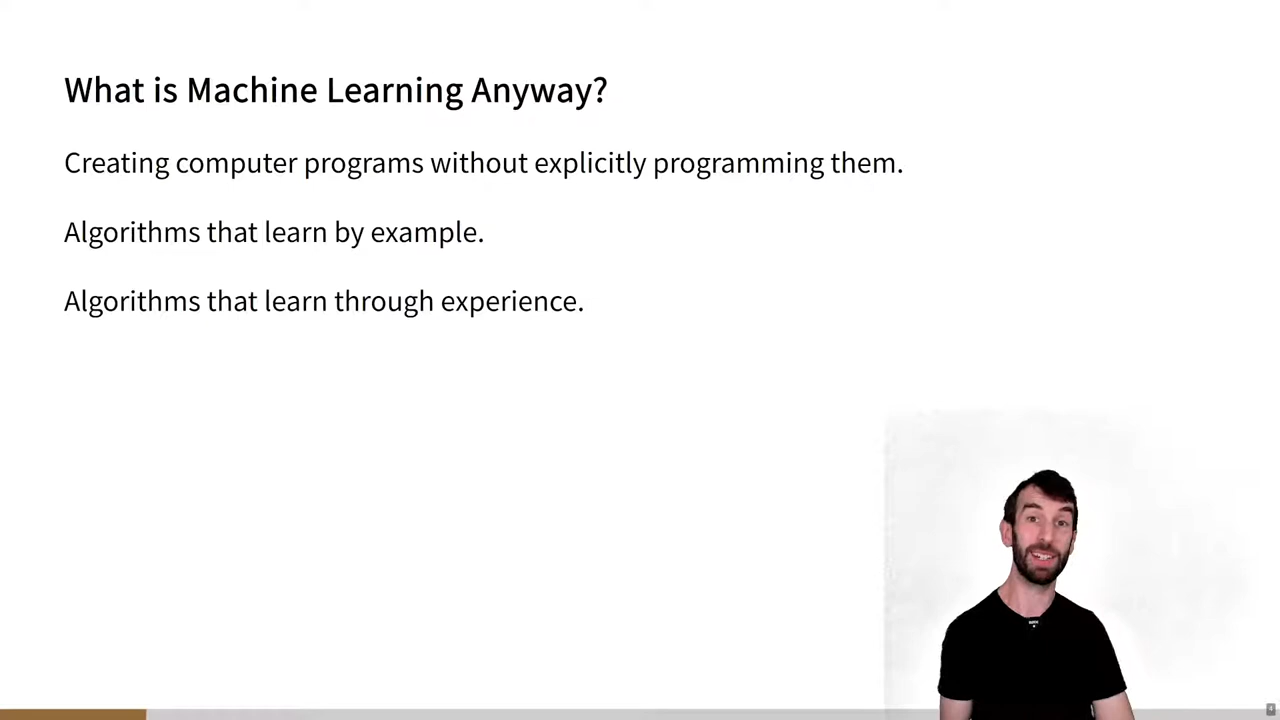 What is Machine Learning Anyway?
Creating computer programs without explicitly programming them.
Algorithms that learn by example.
Algorithms that learn through experience.
4